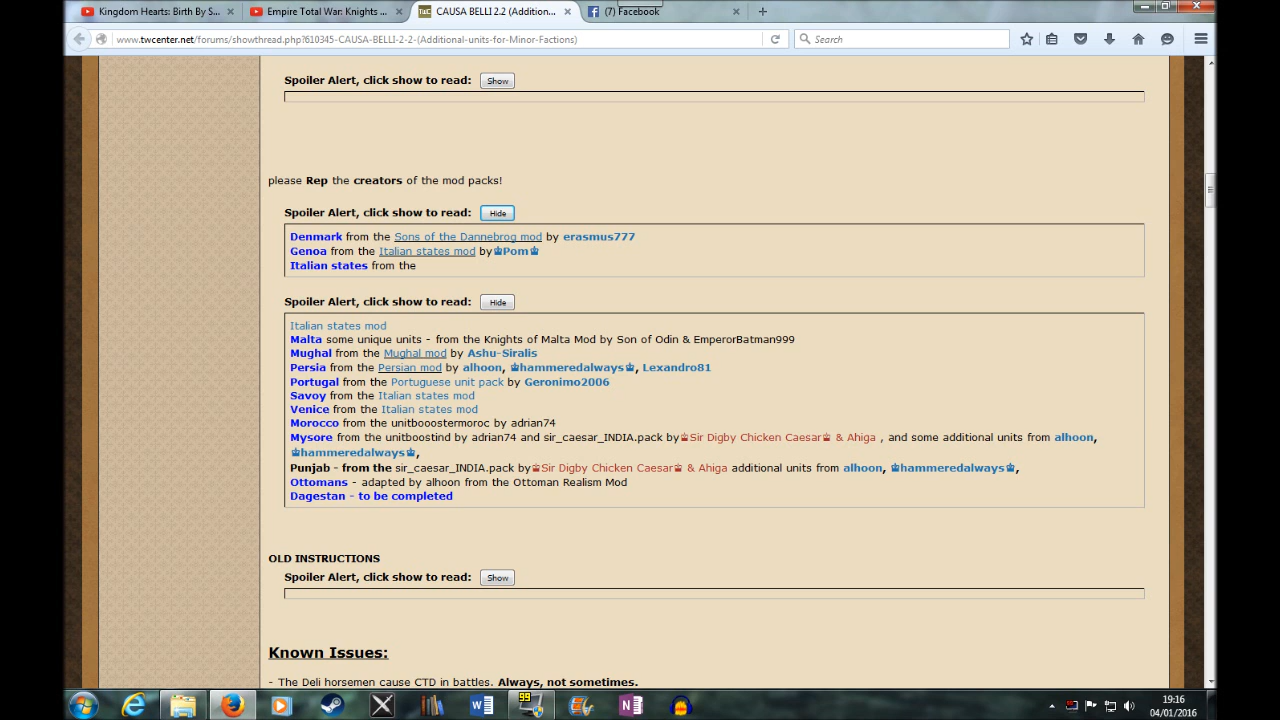 Kingdom Hearts: Birth By S...
Empire Total War: Knights ...
TWC CAUSA BELLI 2.2 (Addition...
(7) Facebook
www.twcenter.net/forums/showthread.php?610345-CAUSA-BELLI-2-2-(Additional-units-for-Minor-Factions)
Search
Spoiler Alert, click show to read: Show
please Rep the creators of the mod packs!
Spoiler Alert, click show to read: Hide
Denmark from the Sons of the Dannebrog mod by erasmus777
Genoa from the Italian states mod by♚Pom♚
Italian states from the
Spoiler Alert, click show to read: Hide
Italian states mod
Malta some unique units - from the Knights of Malta Mod by Son of Odin & EmperorBatman999
Mughal from the Mughal mod by Ashu-Siralis
Persia from the Persian mod by alhoon, ♚hammeredalways♚, Lexandro81
Portugal from the Portuguese unit pack by Geronimo2006
Savoy from the Italian states mod
Venice from the Italian states mod
Morocco from the unitbooostermoroc by adrian74
Mysore from the unitboostind by adrian74 and sir_caesar_INDIA.pack by♚Sir Digby Chicken Caesar♚ & Ahiga , and some additional units from alhoon,
♚hammeredalways♚,
Punjab - from the sir_caesar_INDIA.pack by♚Sir Digby Chicken Caesar♚ & Ahiga additional units from alhoon, ♚hammeredalways♚,
Ottomans - adapted by alhoon from the Ottoman Realism Mod
Dagestan - to be completed
OLD INSTRUCTIONS
Spoiler Alert, click show to read: Show
Known Issues:
- The Deli horsemen cause CTD in battles. Always, not sometimes.
99
19:16
04/01/2016